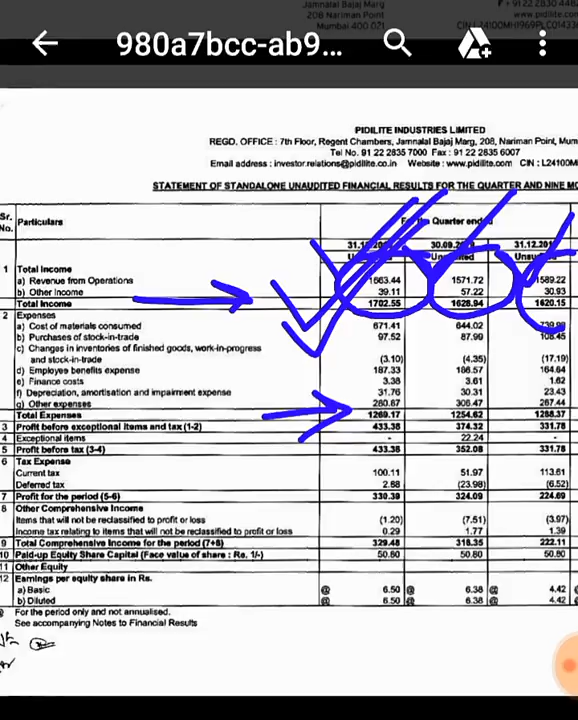 Jamnalal Bajaj Marg
208 Nariman Point
Mumbai 400 021
www.pidilite.com
980a7bcc-ab9...
PIDILITE INDUSTRIES LIMITED
REGD. OFFICE : 7th Floor, Regent Chambers, Jamnalal Bajaj Marg, 208, Nariman Point, Mum
Tel No. 91 22 2835 7000 Fax : 91 22 2835 6007
Email address : investor.relations@pidilite.co.in Website : www.pidilite.com CIN : L24100M
STATEMENT OF STANDALONE UNAUDITED FINANCIAL RESULTS FOR THE QUARTER AND NINE MO
Sr. No. Particulars For the Quarter ended
1 Total Income
a) Revenue from Operations 1663.44 1571.72 1589.22
b) Other Income 39.11 57.22 30.93
Total Income 1702.55 1628.94 1620.15
2 Expenses
a) Cost of materials consumed 671.41 644.02 739.99
b) Purchases of stock-in-trade 97.52 87.99 108.45
c) Changes in inventories of finished goods, work-in-progress
and stock-in-trade (3.10) (4.35) (17.19)
d) Employee benefits expense 187.33 186.57 164.64
e) Finance costs 3.38 3.61 1.62
f) Depreciation, amortisation and impairment expense 31.76 30.31 23.43
g) Other expenses 280.87 306.47 267.44
Total Expenses 1269.17 1254.62 1288.37
3 Profit before exceptional items and tax (1-2) 433.38 374.32 331.78
4 Exceptional items - 22.24 -
5 Profit before tax (3-4) 433.38 352.08 331.78
6 Tax Expense
Current tax 100.11 51.97 113.61
Deferred tax 2.88 (23.98) (6.52)
7 Profit for the period (5-6) 330.39 324.09 224.69
8 Other Comprehensive Income
Items that will not be reclassified to profit or loss (1.20) (7.51) (3.97)
Income tax relating to items that will not be reclassified to profit or loss 0.29 1.77 1.39
9 Total Comprehensive Income for the period (7+8) 329.48 318.35 222.11
10 Paid-up Equity Share Capital (Face value of share : Re. 1/-) 50.80 50.80 50.80
11 Other Equity
12 Earnings per equity share in Rs.
a) Basic @ 6.50 @ 6.38 @ 4.42 @
b) Diluted @ 6.50 @ 6.38 @ 4.42 @
@ For the period only and not annualised.
See accompanying Notes to Financial Results